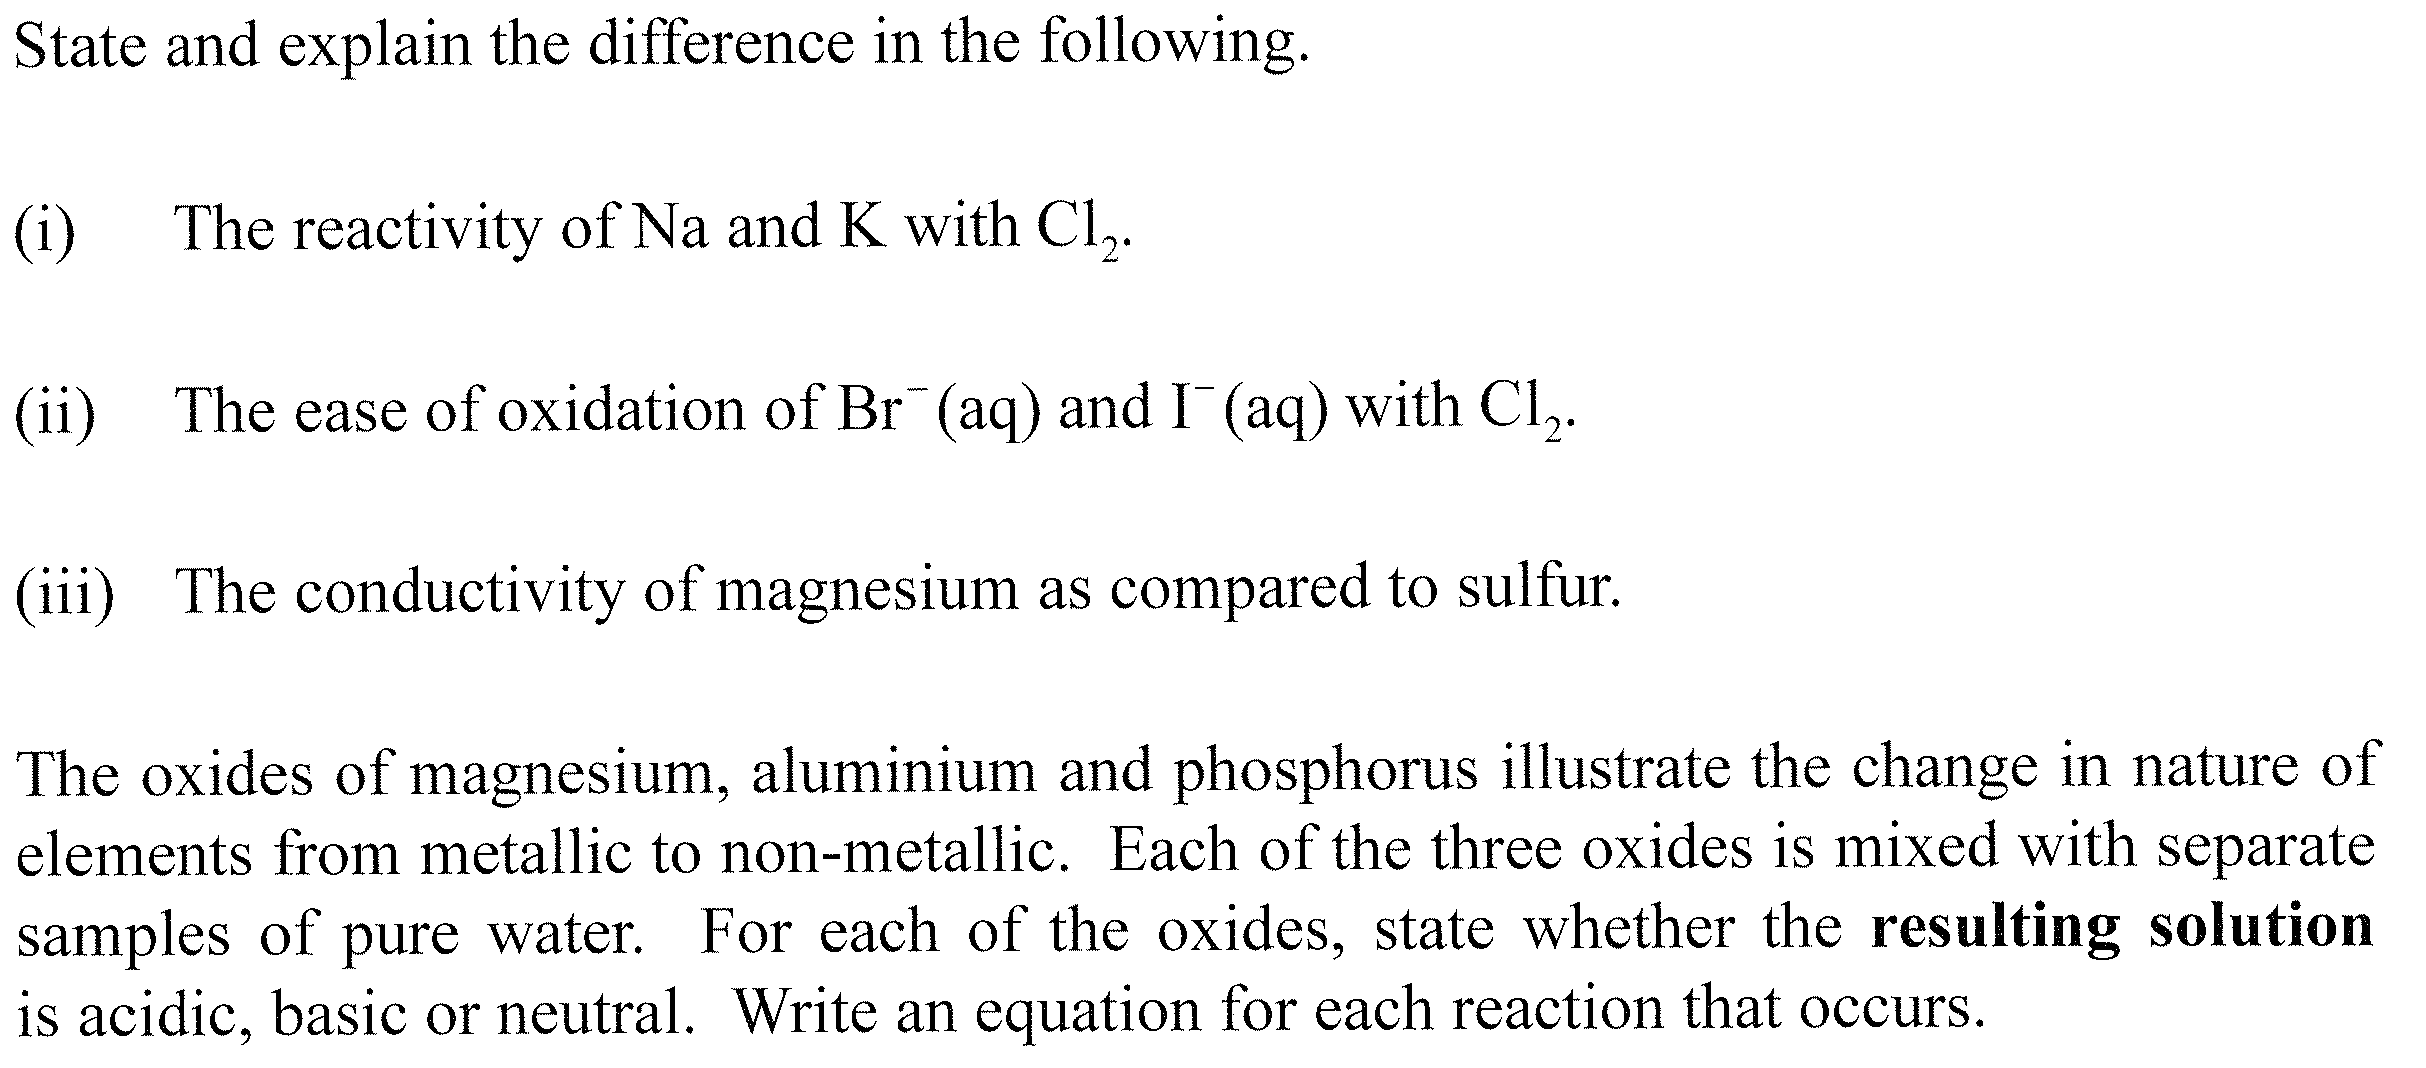 State and explain the difference in the following.
(i) The reactivity of Na and K with Cl₂.
(ii) The ease of oxidation of Br⁻(aq) and I⁻(aq) with Cl₂.
(iii) The conductivity of magnesium as compared to sulfur.
The oxides of magnesium, aluminium and phosphorus illustrate the change in nature of
elements from metallic to non-metallic. Each of the three oxides is mixed with separate
samples of pure water. For each of the oxides, state whether the resulting solution
is acidic, basic or neutral. Write an equation for each reaction that occurs.